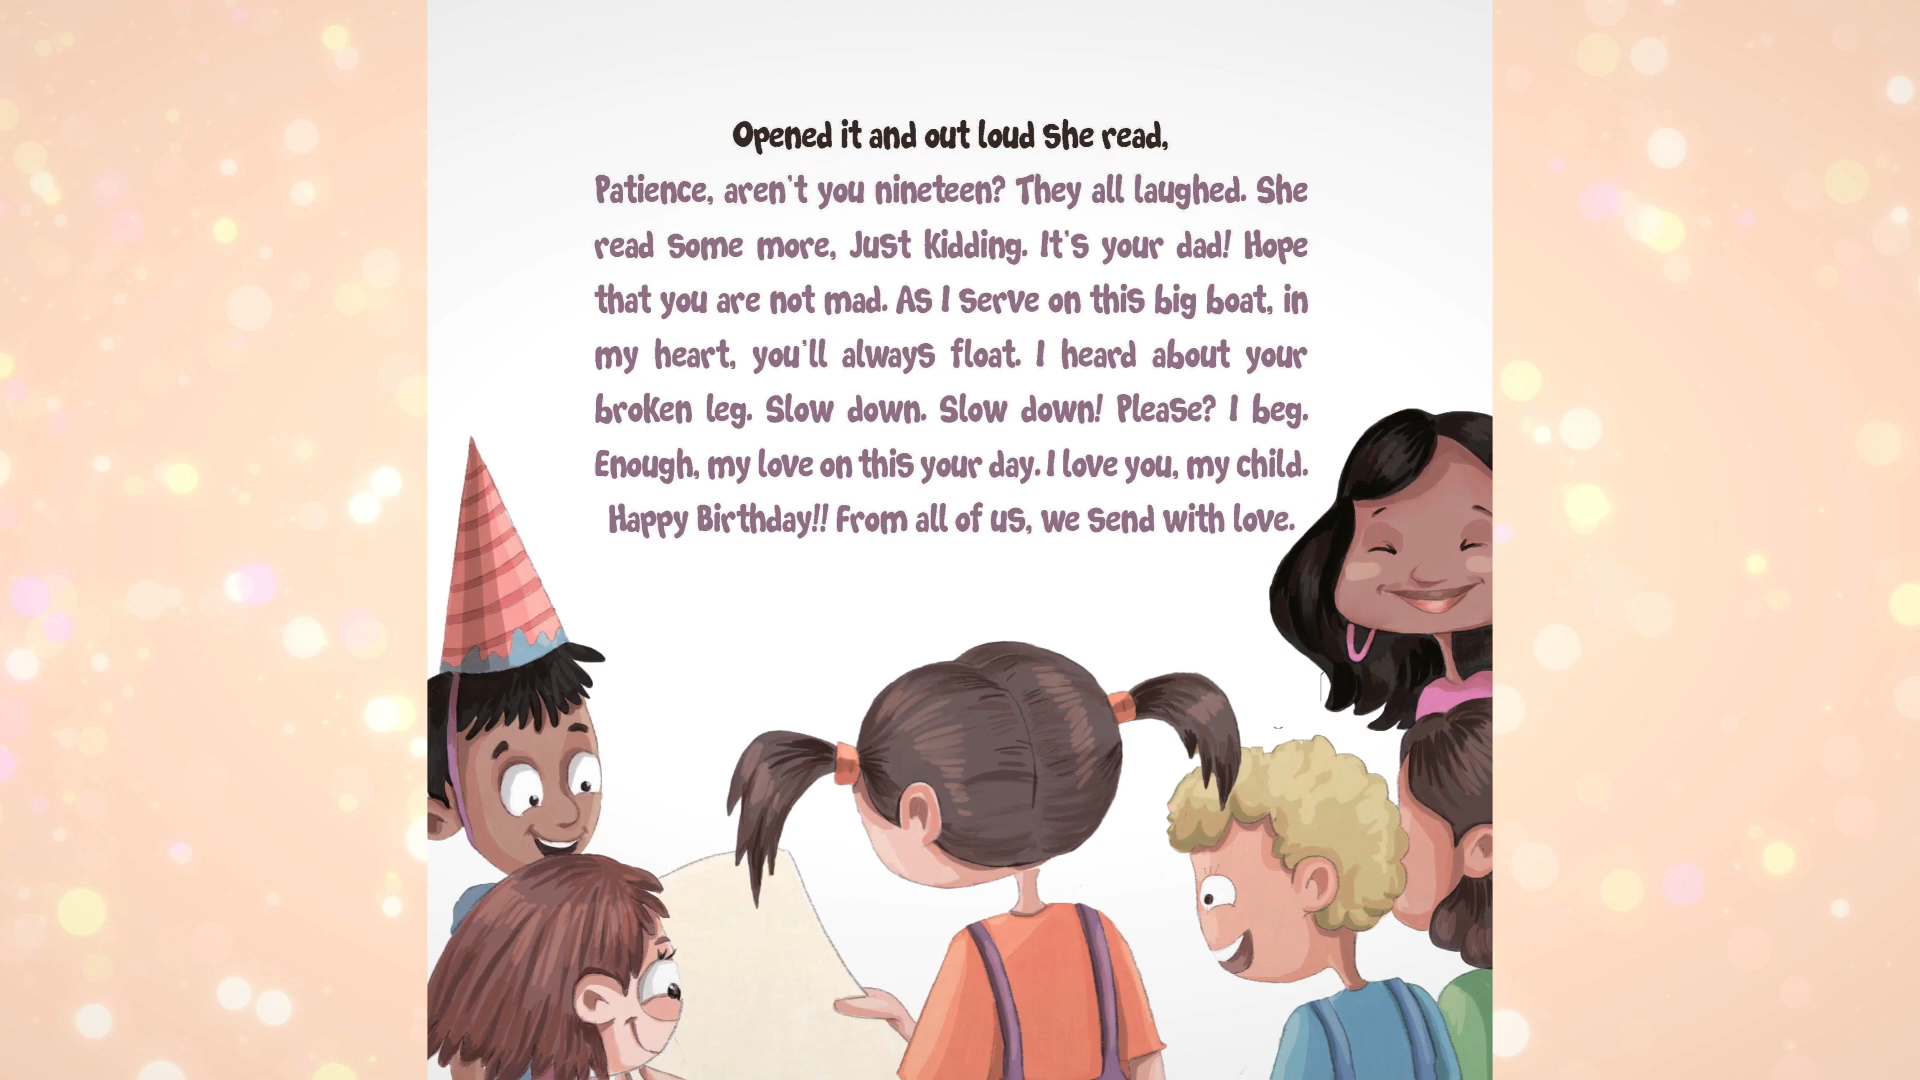 Opened it and out loud she read,
Patience, aren't you nineteen? They all laughed. She
read some more, Just kidding. It's your dad! Hope
that you are not mad. As I serve on this big boat, in
my heart, you'll always float. I heard about your
broken leg. Slow down. Slow down! Please? I beg.
Enough, my love on this your day. I love you, my child.
Happy Birthday!! From all of us, we send with love.